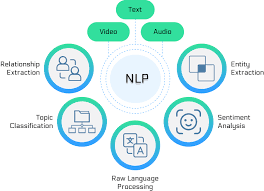 Text
Video
Audio
Relationship
Extraction
NLP
Entity
Extraction
Topic
Classification
Sentiment
Analysis
Raw Language
Processing